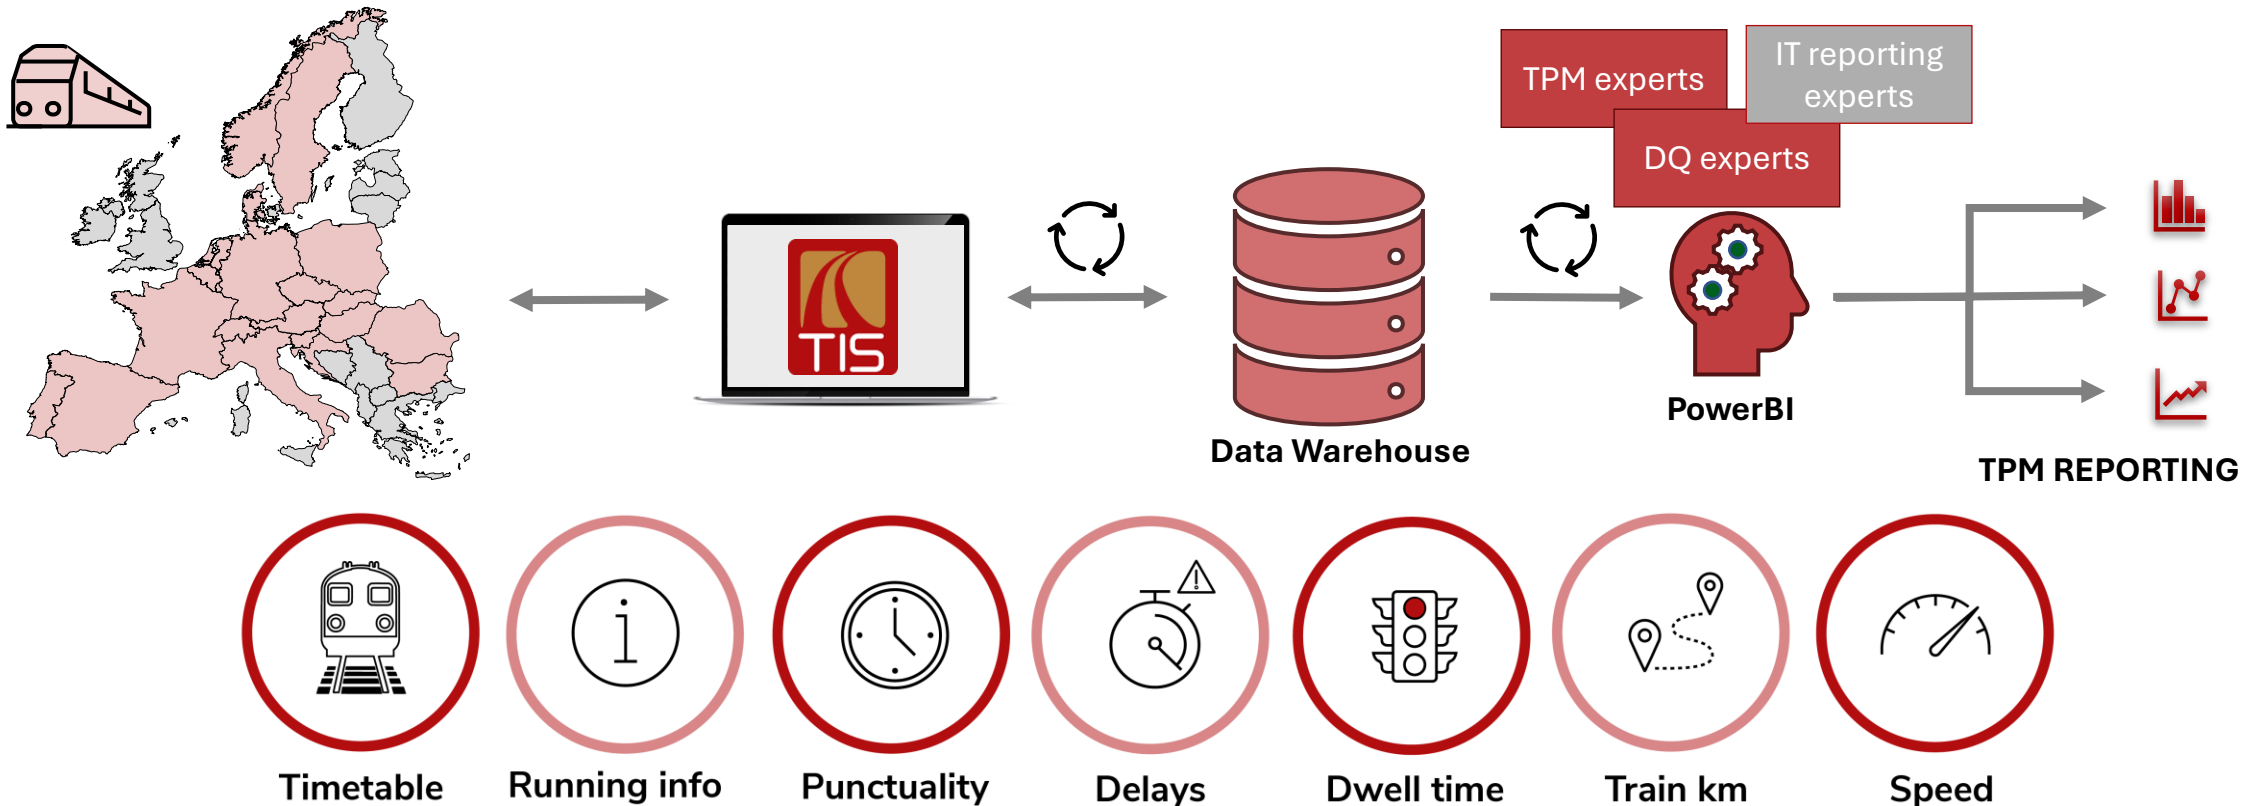 TPM experts
IT reporting
experts
DQ experts
TIS
PowerBI
Data Warehouse
TPM REPORTING
Timetable
Running info
Punctuality
Delays
Dwell time
Train km
Speed